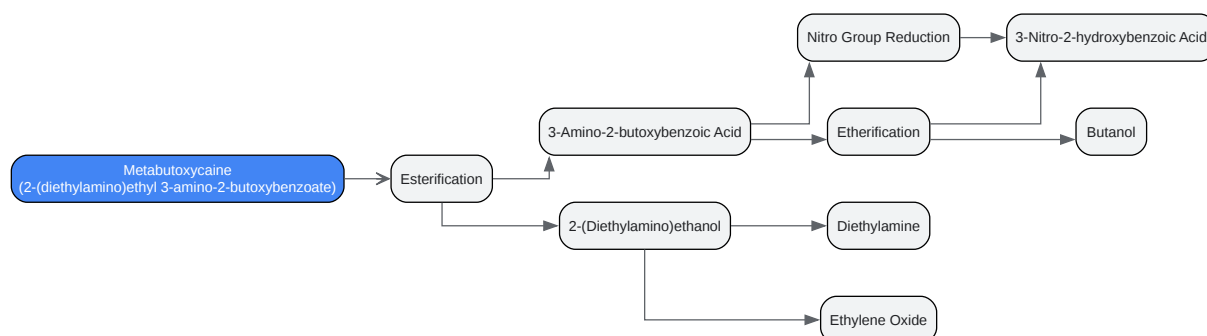 Nitro Group Reduction
3-Nitro-2-hydroxybenzoic Acid
3-Amino-2-butoxybenzoic Acid
Etherification
Butanol
Metabutoxycaine
(2-(diethylamino)ethyl 3-amino-2-butoxybenzoate)
Esterification
2-(Diethylamino)ethanol
Diethylamine
Ethylene Oxide